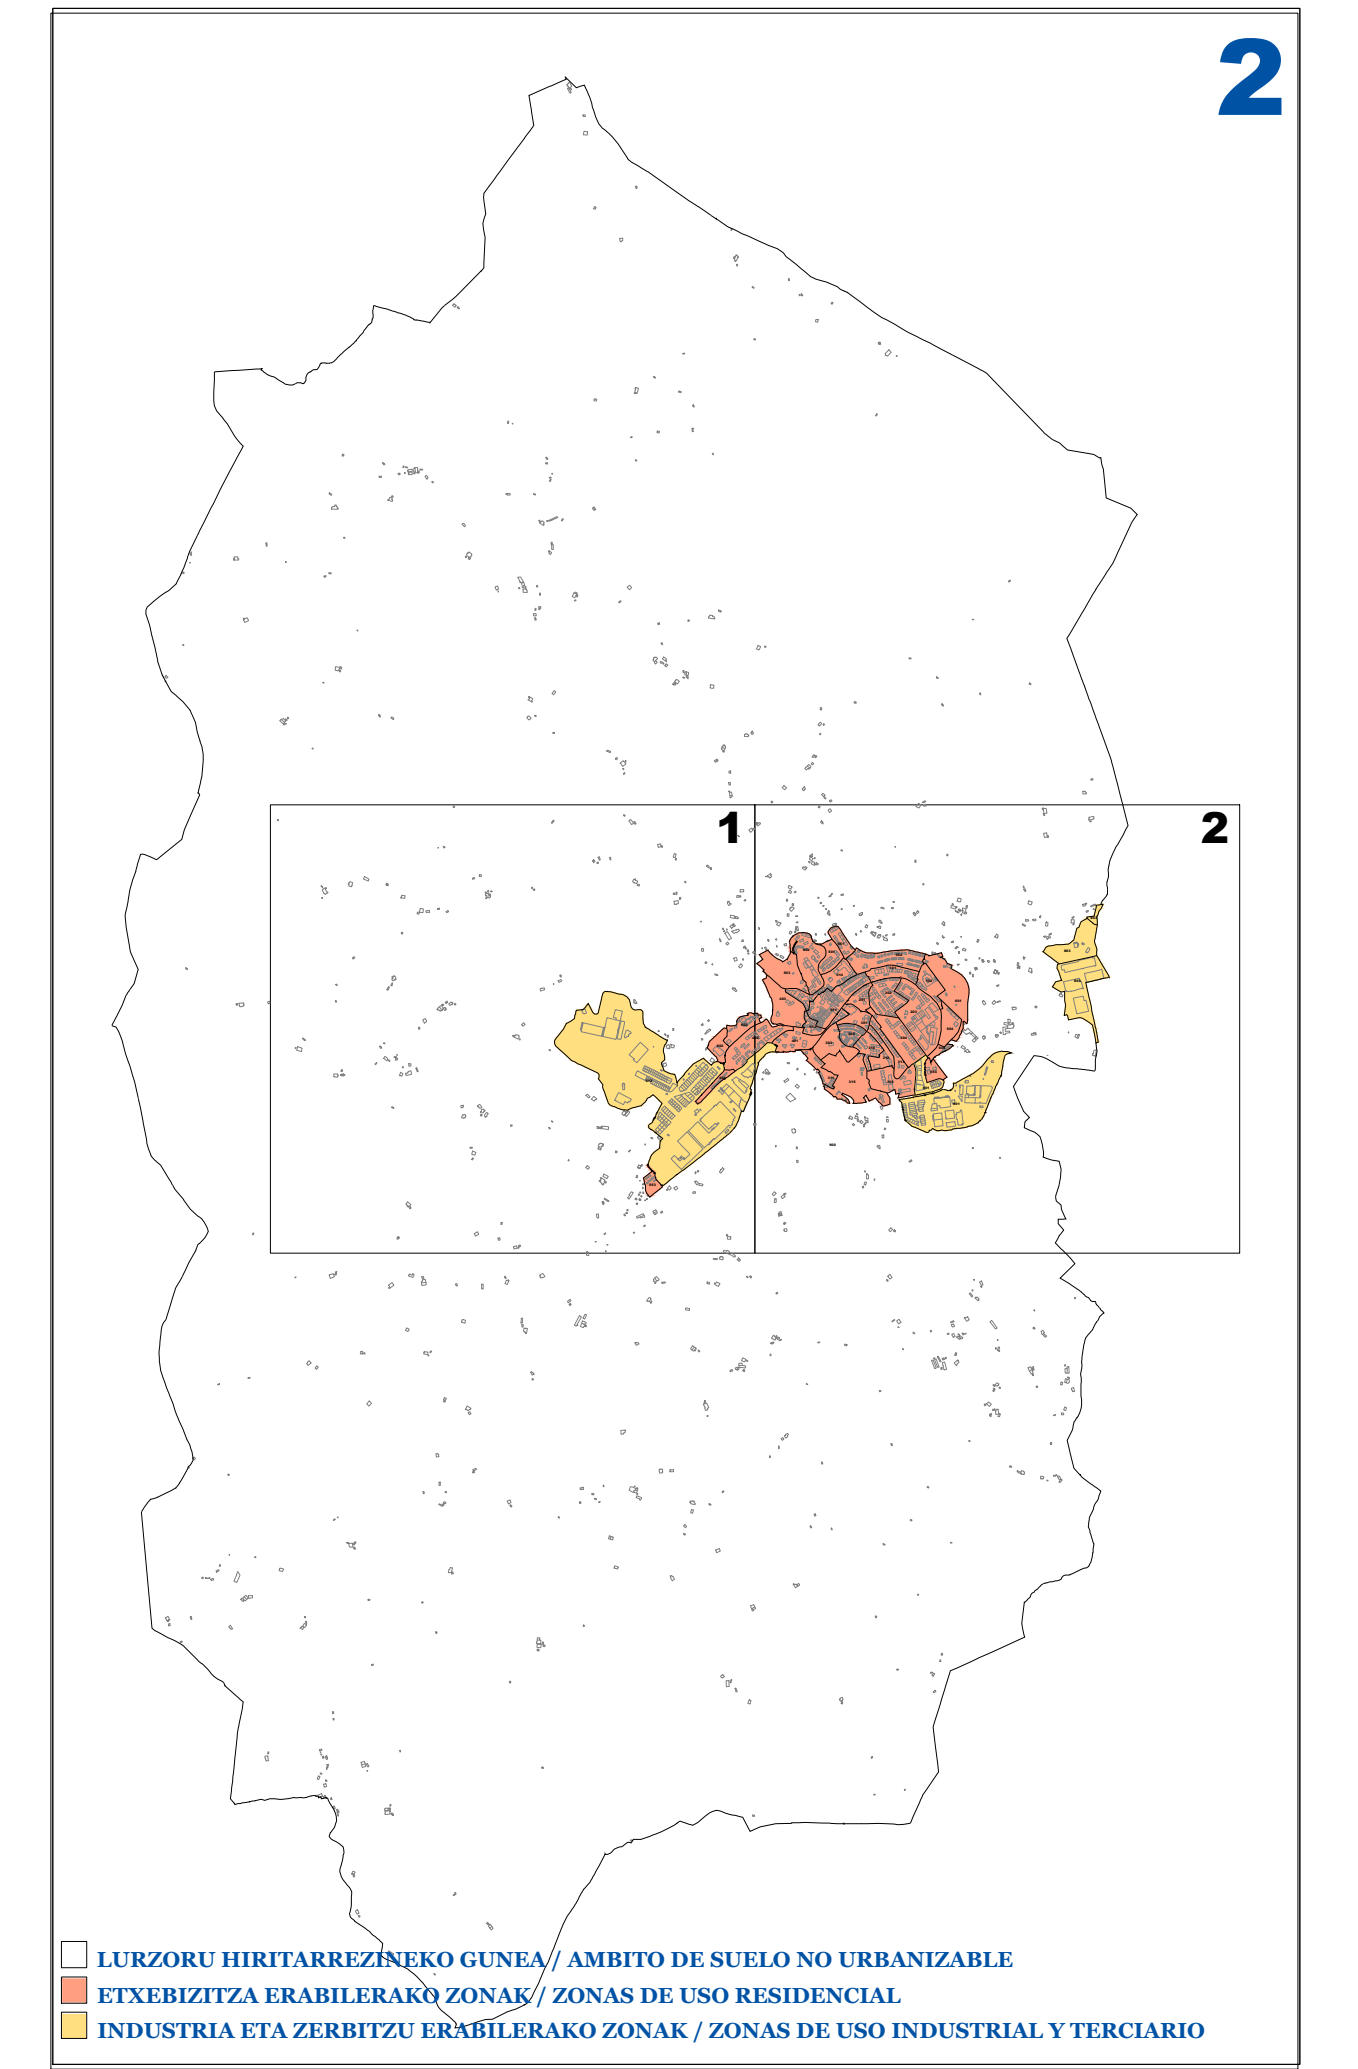 2
1
2
LURZORU HIRITARREZINEKO GUNEA / AMBITO DE SUELO NO URBANIZABLE
ETXEBIZITZA ERABILERAKO ZONAK / ZONAS DE USO RESIDENCIAL
INDUSTRIA ETA ZERBITZU ERABILERAKO ZONAK / ZONAS DE USO INDUSTRIAL Y TERCIARIO